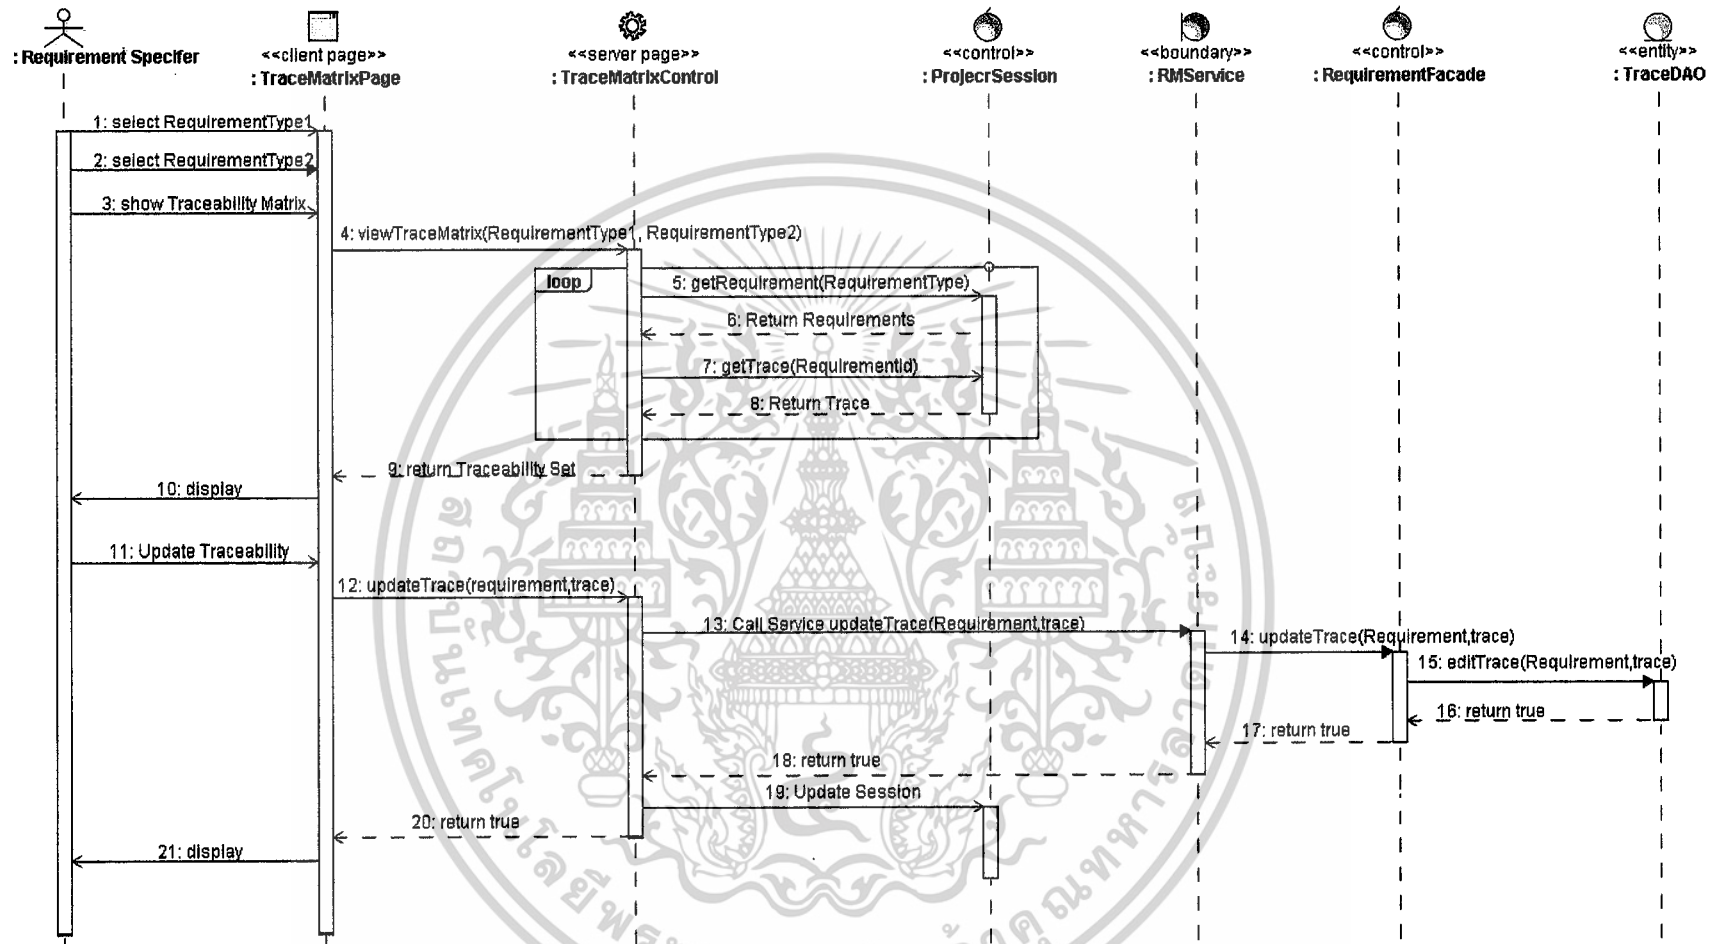 : Requirement Specifer
<<client page>>
: TraceMatrixPage
<<server page>>
: TraceMatrixControl
<<control>>
: ProjecrSession
<<boundary>>
: RMService
<<control>>
: RequirementFacade
<<entity>>
: TraceDAO
1: select RequirementType1
2: select RequirementType2
3: show Traceability Matrix
4: viewTraceMatrix(RequirementType1, RequirementType2)
loop
5: getRequirement(RequirementType)
6: Return Requirements
7: getTrace(RequirementId)
8: Return Trace
9: return Traceability Set
10: display
11: Update Traceability
12: updateTrace(requirement,trace)
13: Call Service updateTrace(Requirement,trace)
14: updateTrace(Requirement,trace)
15: editTrace(Requirement,trace)
16: return true
17: return true
18: return true
19: Update Session
20: return true
21: display